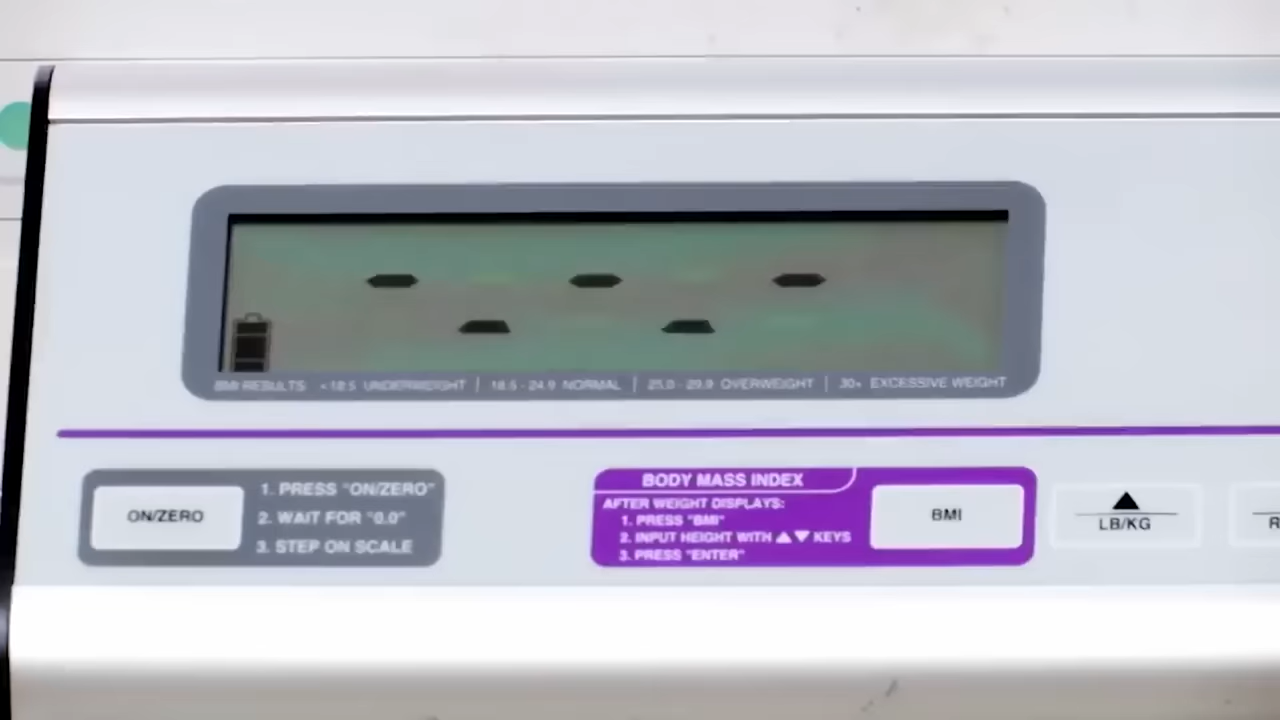 BMI RESULTS <18.5 UNDERWEIGHT | 18.5 - 24.9 NORMAL | 25.0 - 29.9 OVERWEIGHT | 30+ EXCESSIVE WEIGHT
ON/ZERO
1. PRESS "ON/ZERO"
2. WAIT FOR "0.0"
3. STEP ON SCALE
BODY MASS INDEX
AFTER WEIGHT DISPLAYS:
1. PRESS "BMI"
2. INPUT HEIGHT WITH ▲▼ KEYS
3. PRESS "ENTER"
BMI
LB/KG
R